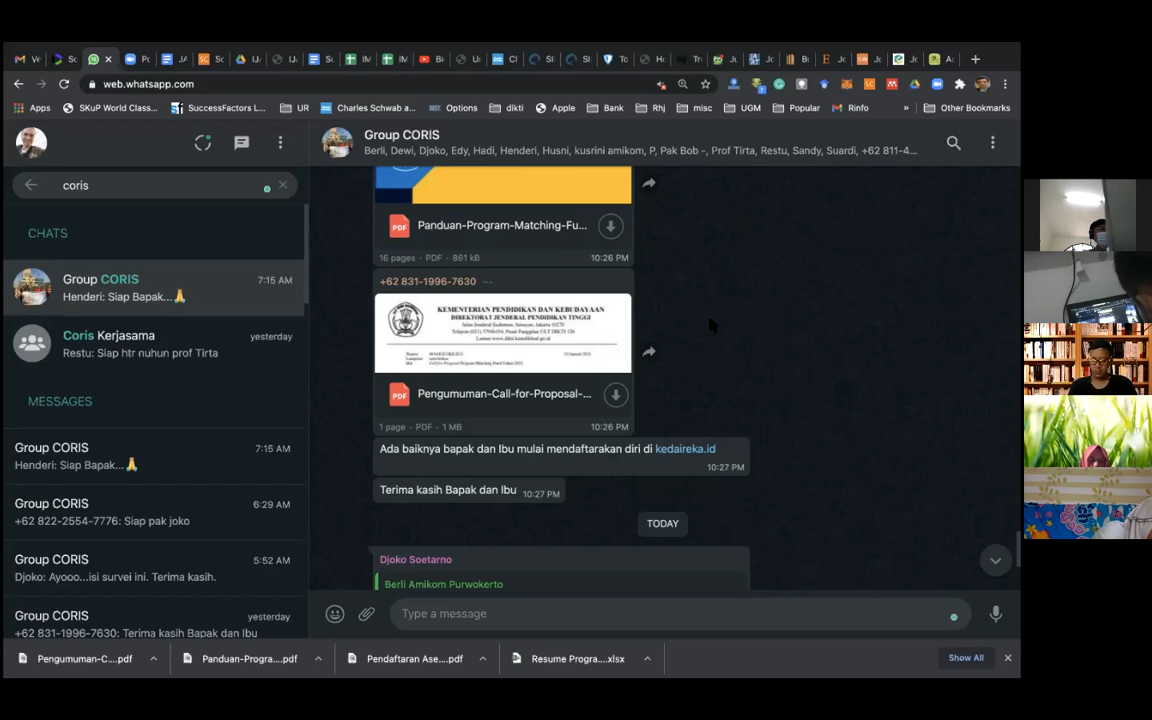 web.whatsapp.com
Apps
SKuP World Class...
SuccessFactors L...
UR
Charles Schwab a...
Options
dikti
Apple
Bank
Rhj
misc
UGM
Popular
Rinfo
»
Other Bookmarks
coris
CHATS
Group CORIS
7:15 AM
Henderi: Siap Bapak...🙏
Coris Kerjasama
yesterday
Restu: Siap htr nuhun prof Tirta
MESSAGES
Group CORIS
7:15 AM
Henderi: Siap Bapak...🙏
Group CORIS
6:29 AM
+62 822-2554-7776: Siap pak joko
Group CORIS
5:52 AM
Djoko: Ayooo...isi survei ini. Terima kasih.
Group CORIS
yesterday
+62 831-1996-7630: Terima kasih Bapak dan Ibu
Group CORIS
Berli, Dewi, Djoko, Edy, Hadi, Henderi, Husni, kusrini amikom, P, Pak Bob -, Prof Tirta, Restu, Sandy, Suardi, +62 811-4...
PDF
Panduan-Program-Matching-Fu...
16 pages · PDF · 861 kB
10:26 PM
+62 831-1996-7630 ~-
KEMENTERIAN PENDIDIKAN DAN KEBUDAYAAN
DIREKTORAT JENDERAL PENDIDIKAN TINGGI
PDF
Pengumuman-Call-for-Proposal-...
1 page · PDF · 1 MB
10:26 PM
Ada baiknya bapak dan Ibu mulai mendaftarakan diri di kedaireka.id
10:27 PM
Terima kasih Bapak dan Ibu
10:27 PM
TODAY
Djoko Soetarno
Berli Amikom Purwokerto
Type a message
Pengumuman-C....pdf
Panduan-Progra....pdf
Pendaftaran Ase....pdf
Resume Progra....xlsx
Show All